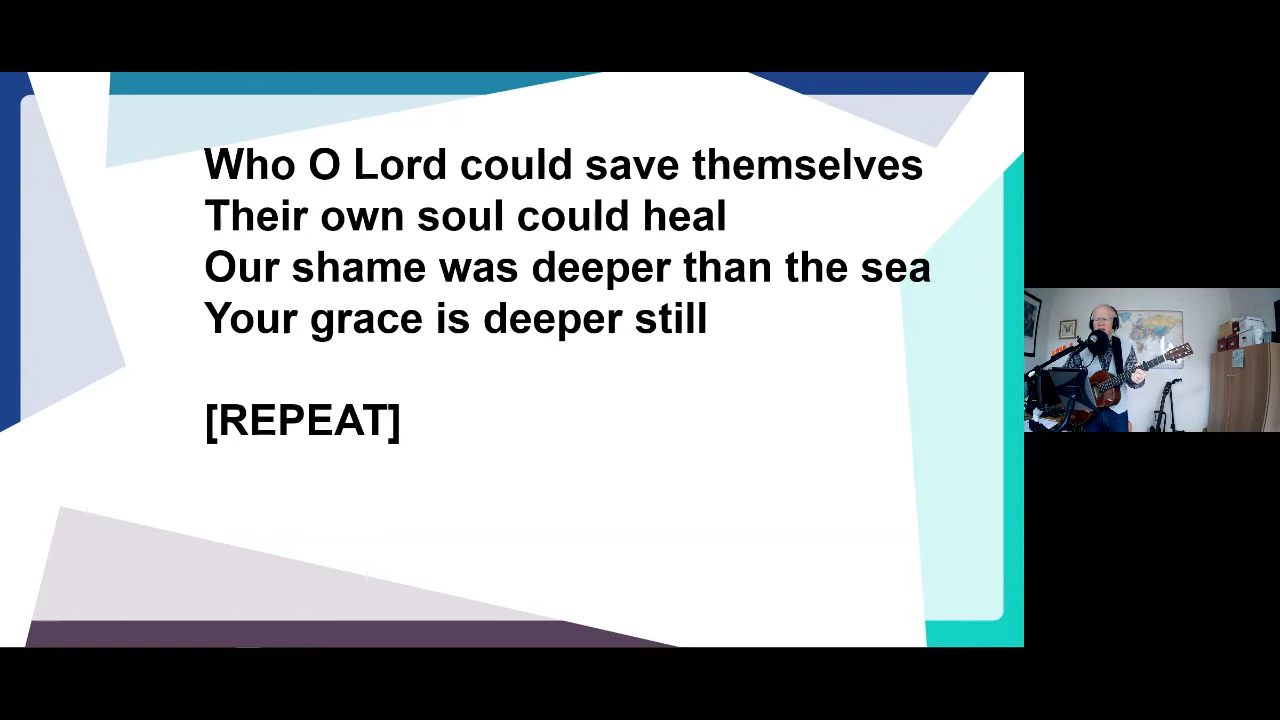 Who O Lord could save themselves
Their own soul could heal
Our shame was deeper than the sea
Your grace is deeper still
[REPEAT]